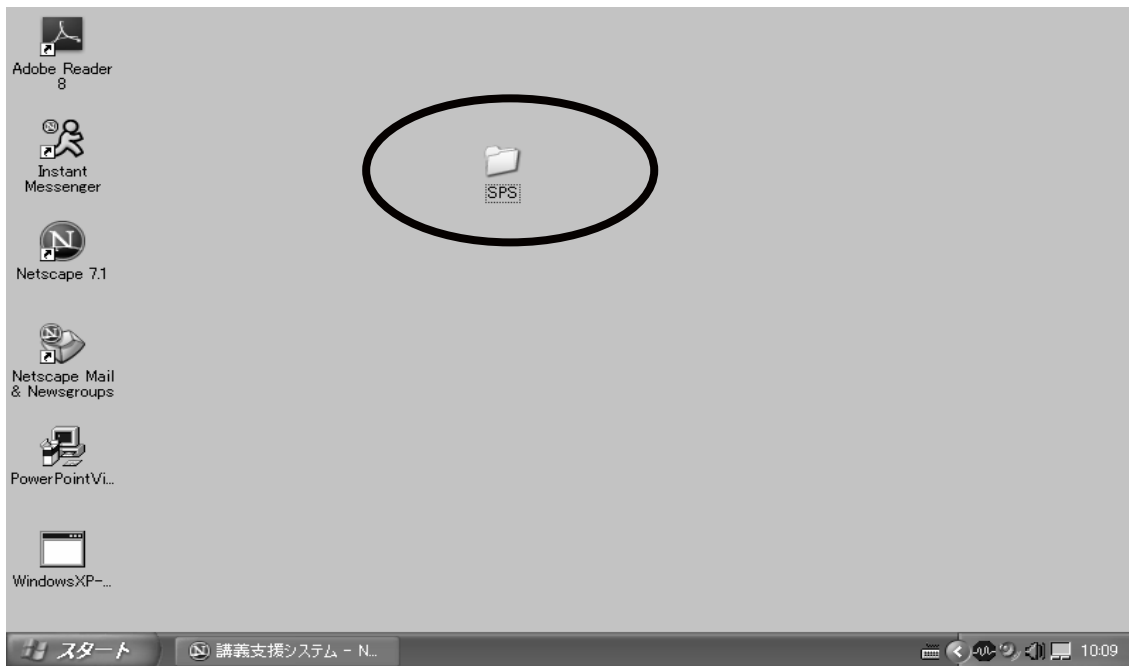 Adobe Reader
8
Instant
Messenger
Netscape 7.1
Netscape Mail
& Newsgroups
PowerPointVi...
WindowsXP-...
SPS
スタート
講義支援システム - N...
10:09